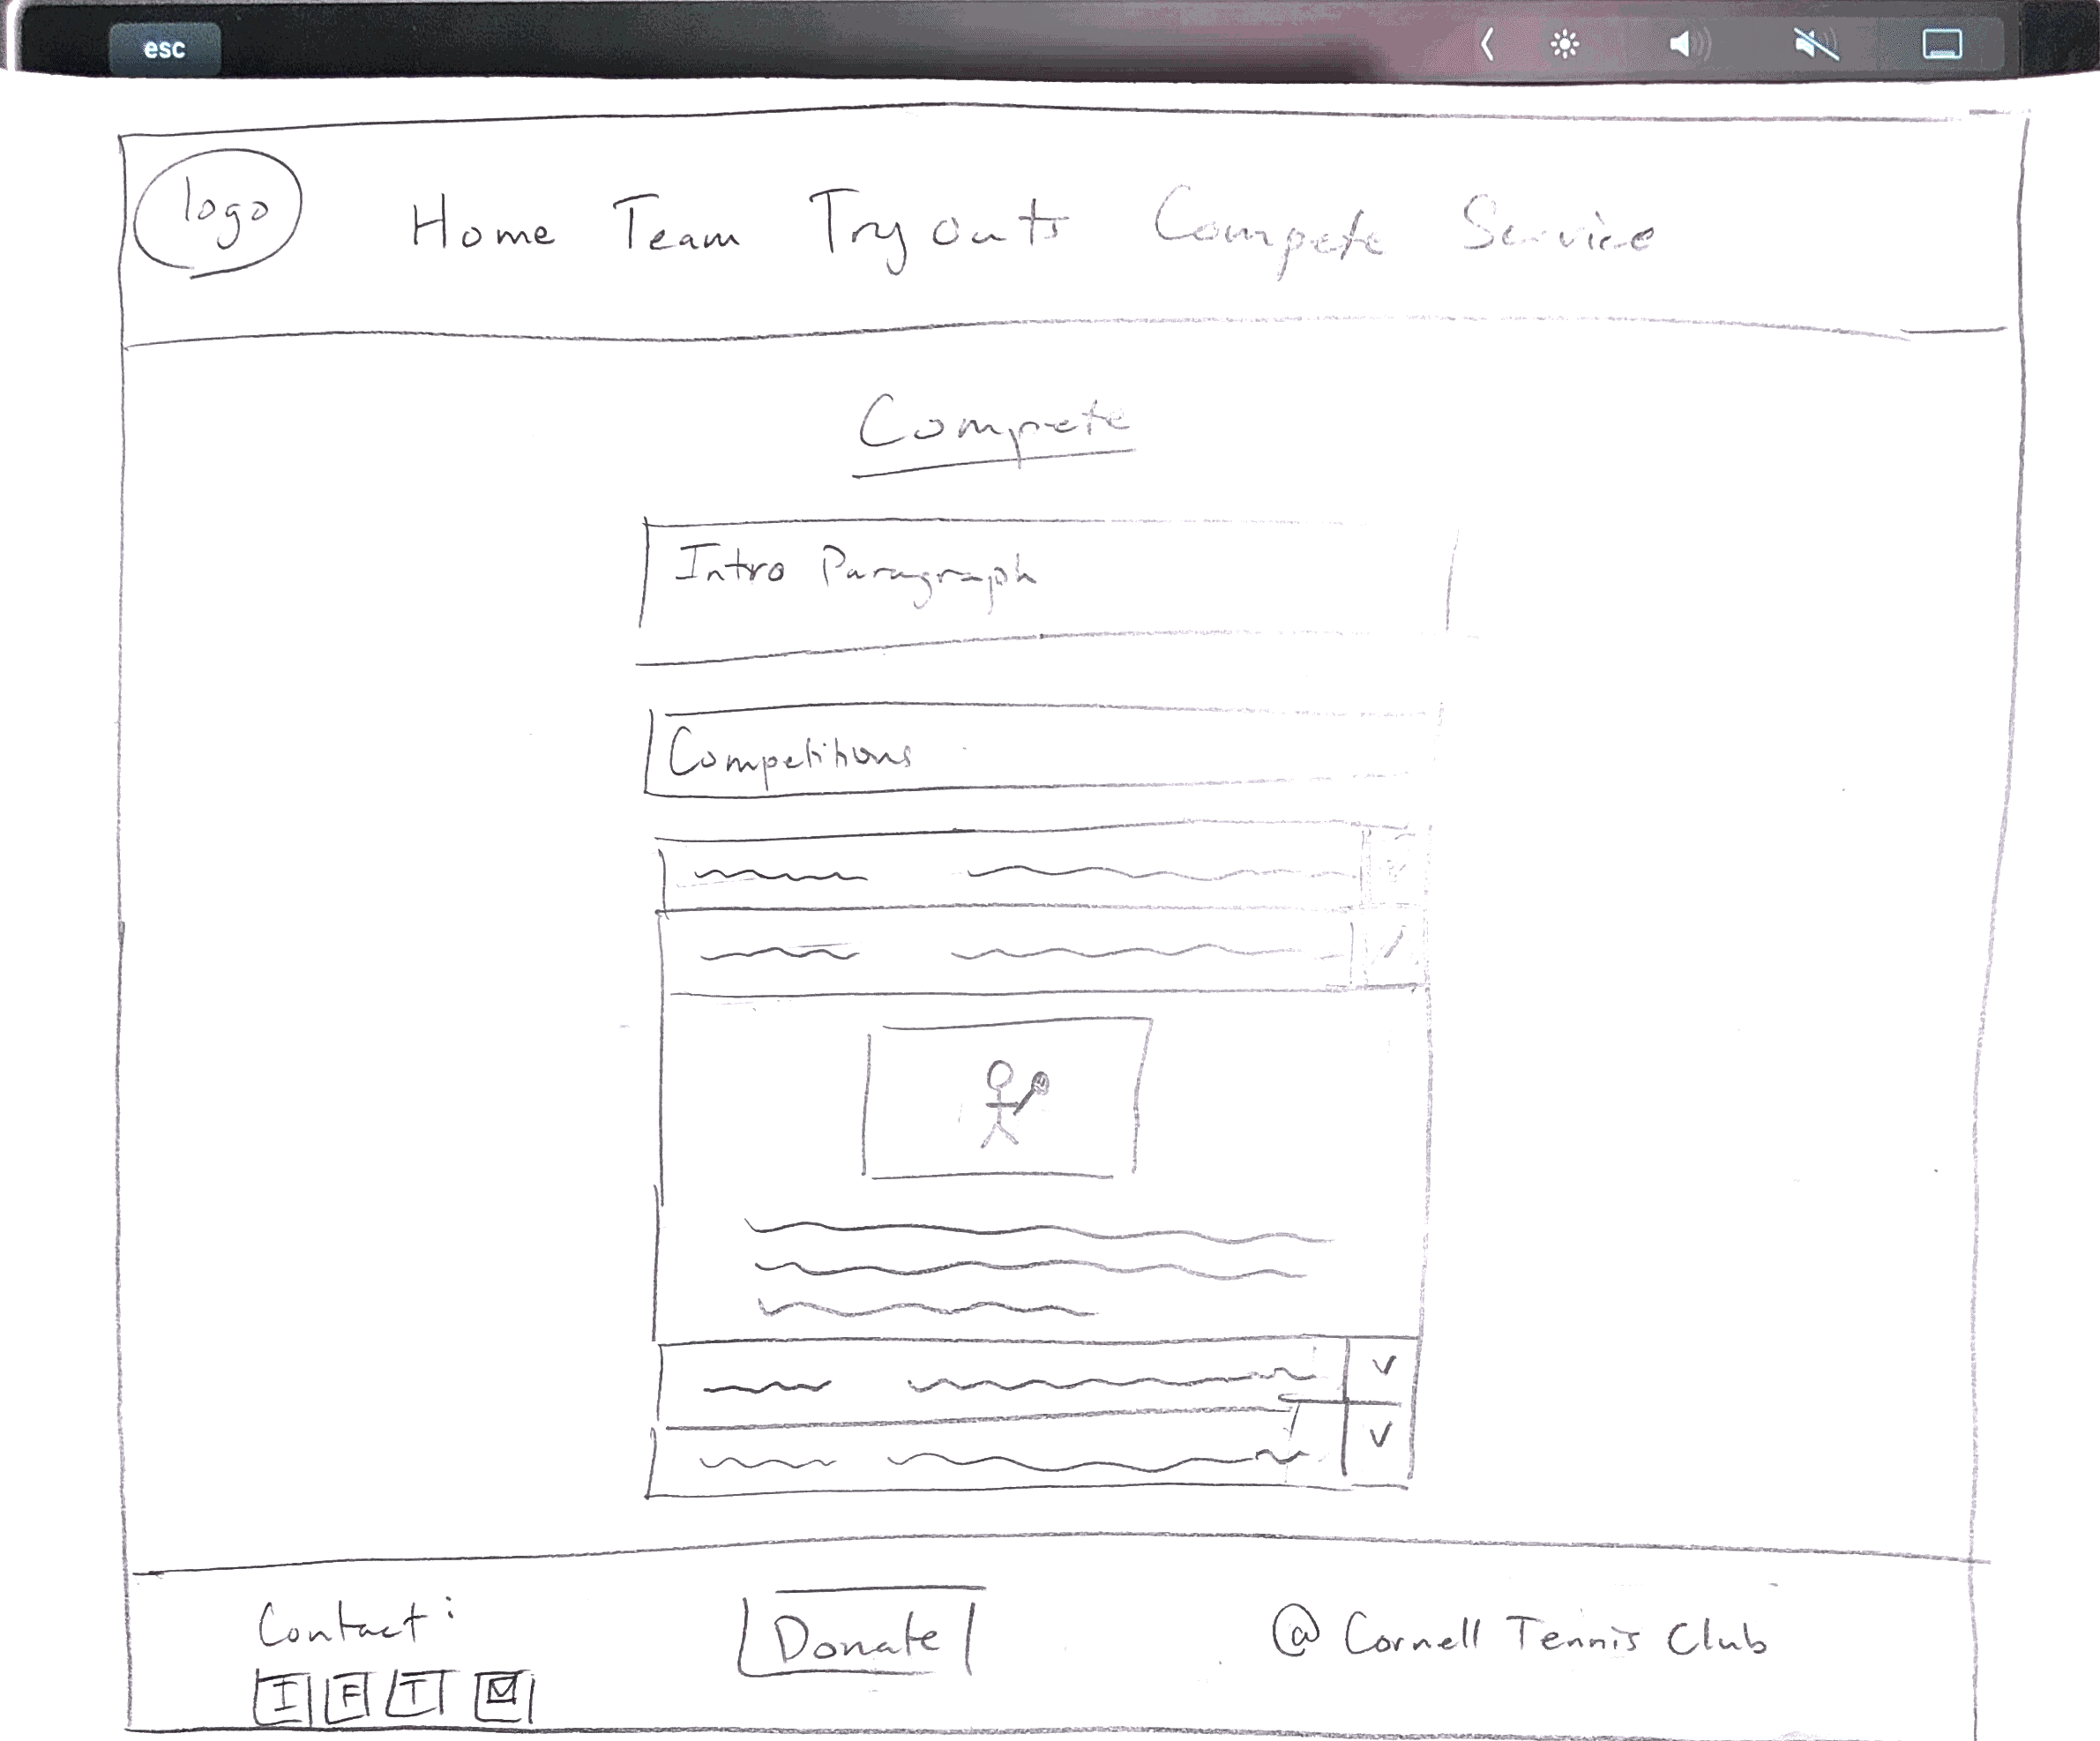 esc
logo Home Team Tryouts Compete Service
Compete
Intro Paragraph
Competitions
Contact:
I F T
Donate
@ Cornell Tennis Club